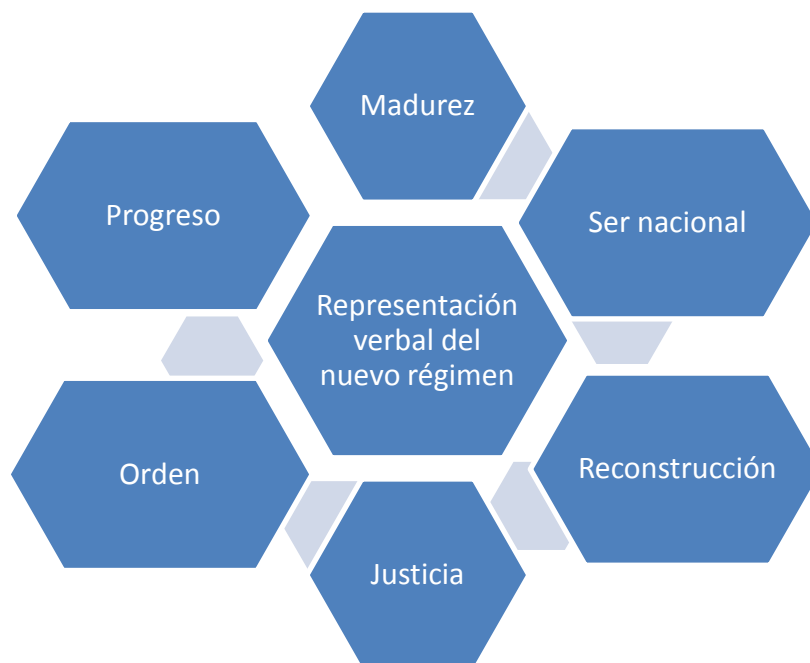 Madurez
Progreso
Ser nacional
Representación
verbal del
nuevo régimen
Orden
Reconstrucción
Justicia